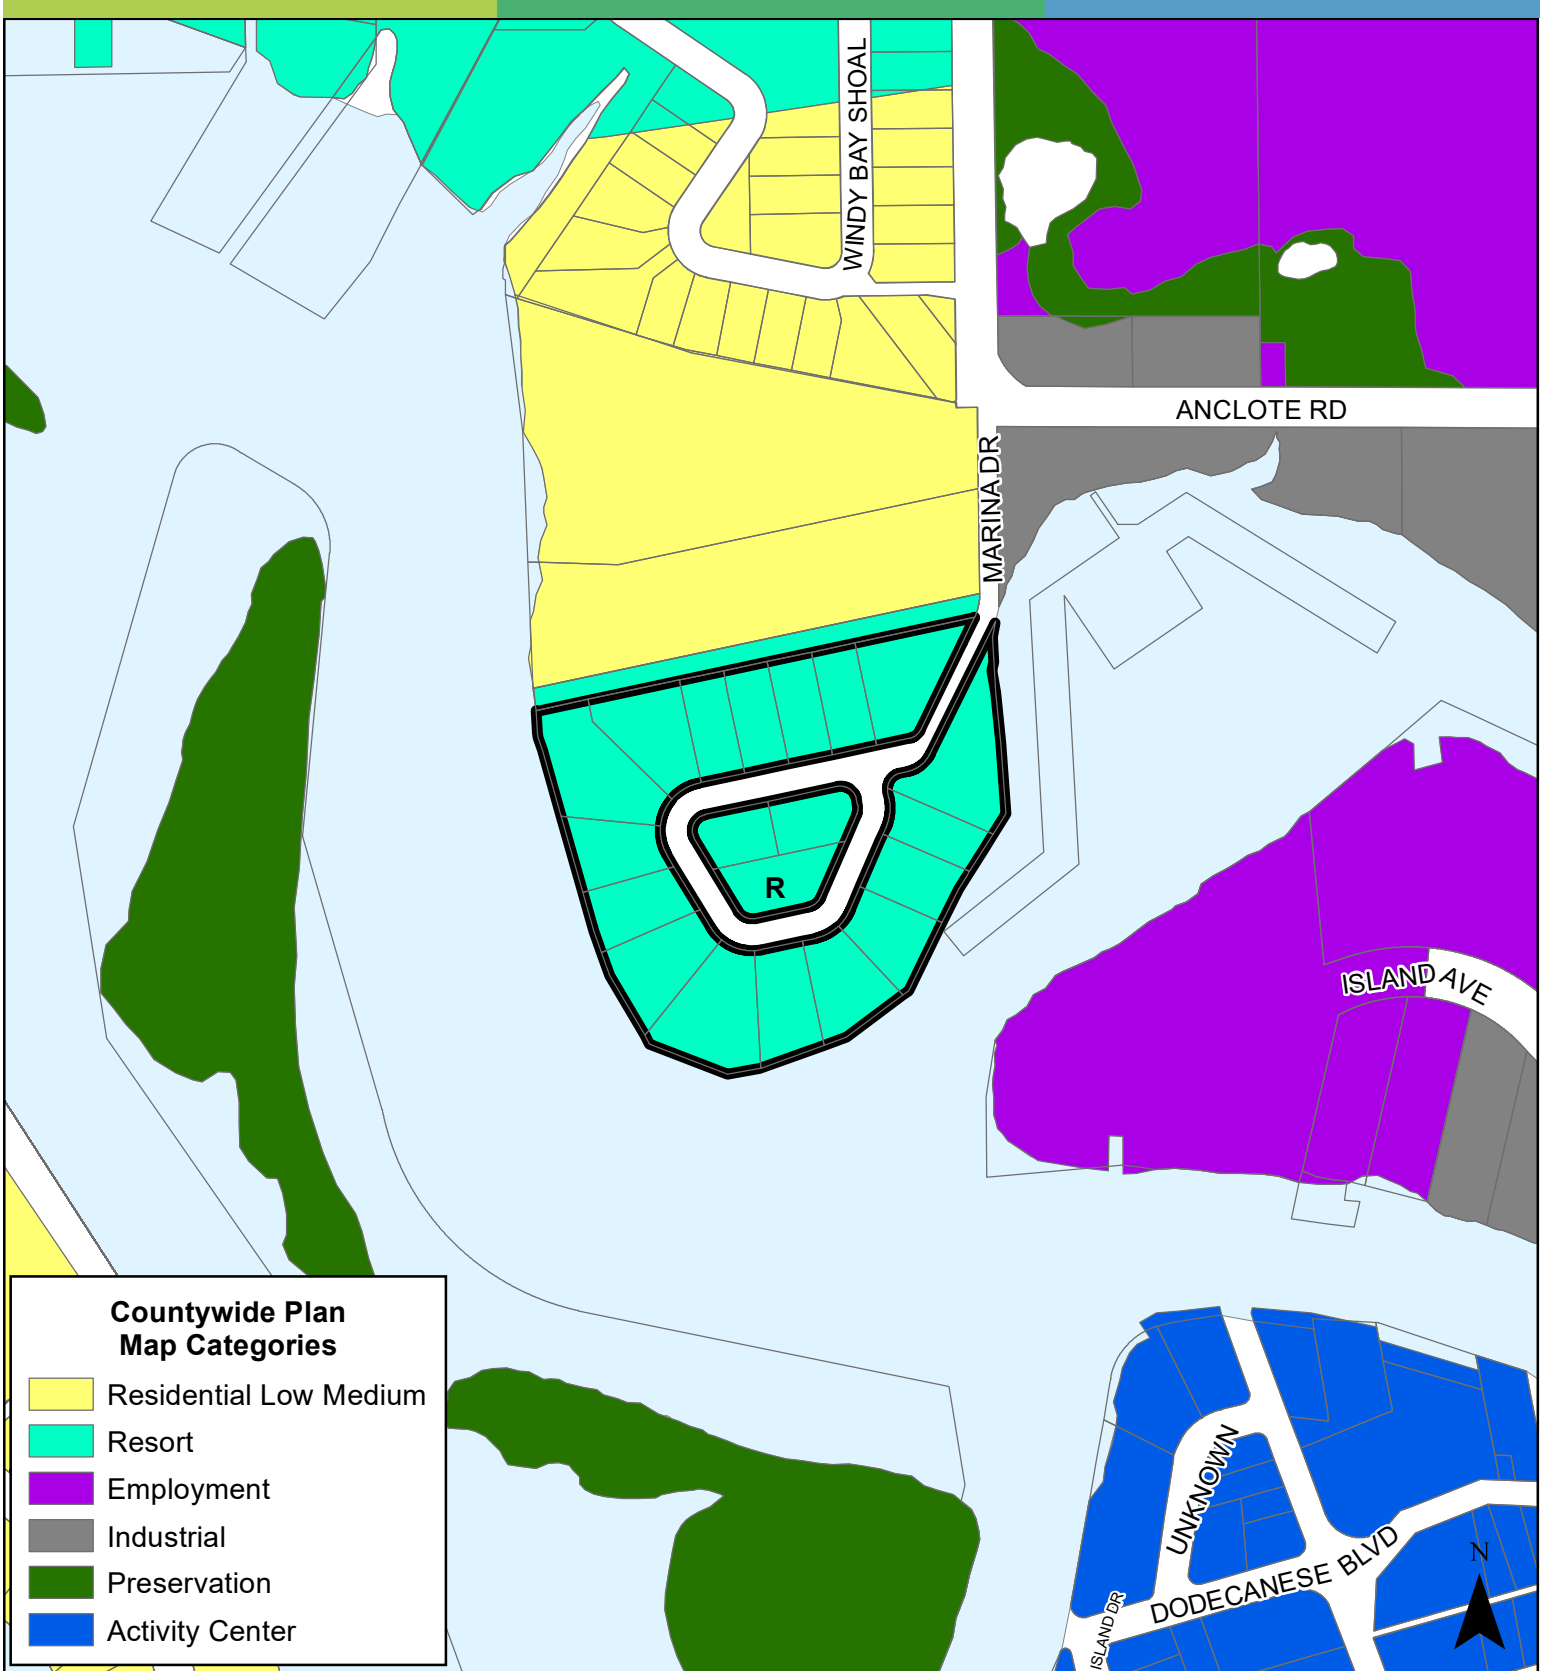 WINDY BAY SHOAL
ANCLOTE RD
MARINA DR
R
ISLAND AVE
Countywide Plan
Map Categories
Residential Low Medium
Resort
Employment
Industrial
Preservation
Activity Center
UNKNOWN
DODECANESE BLVD
ISLAND DR
N